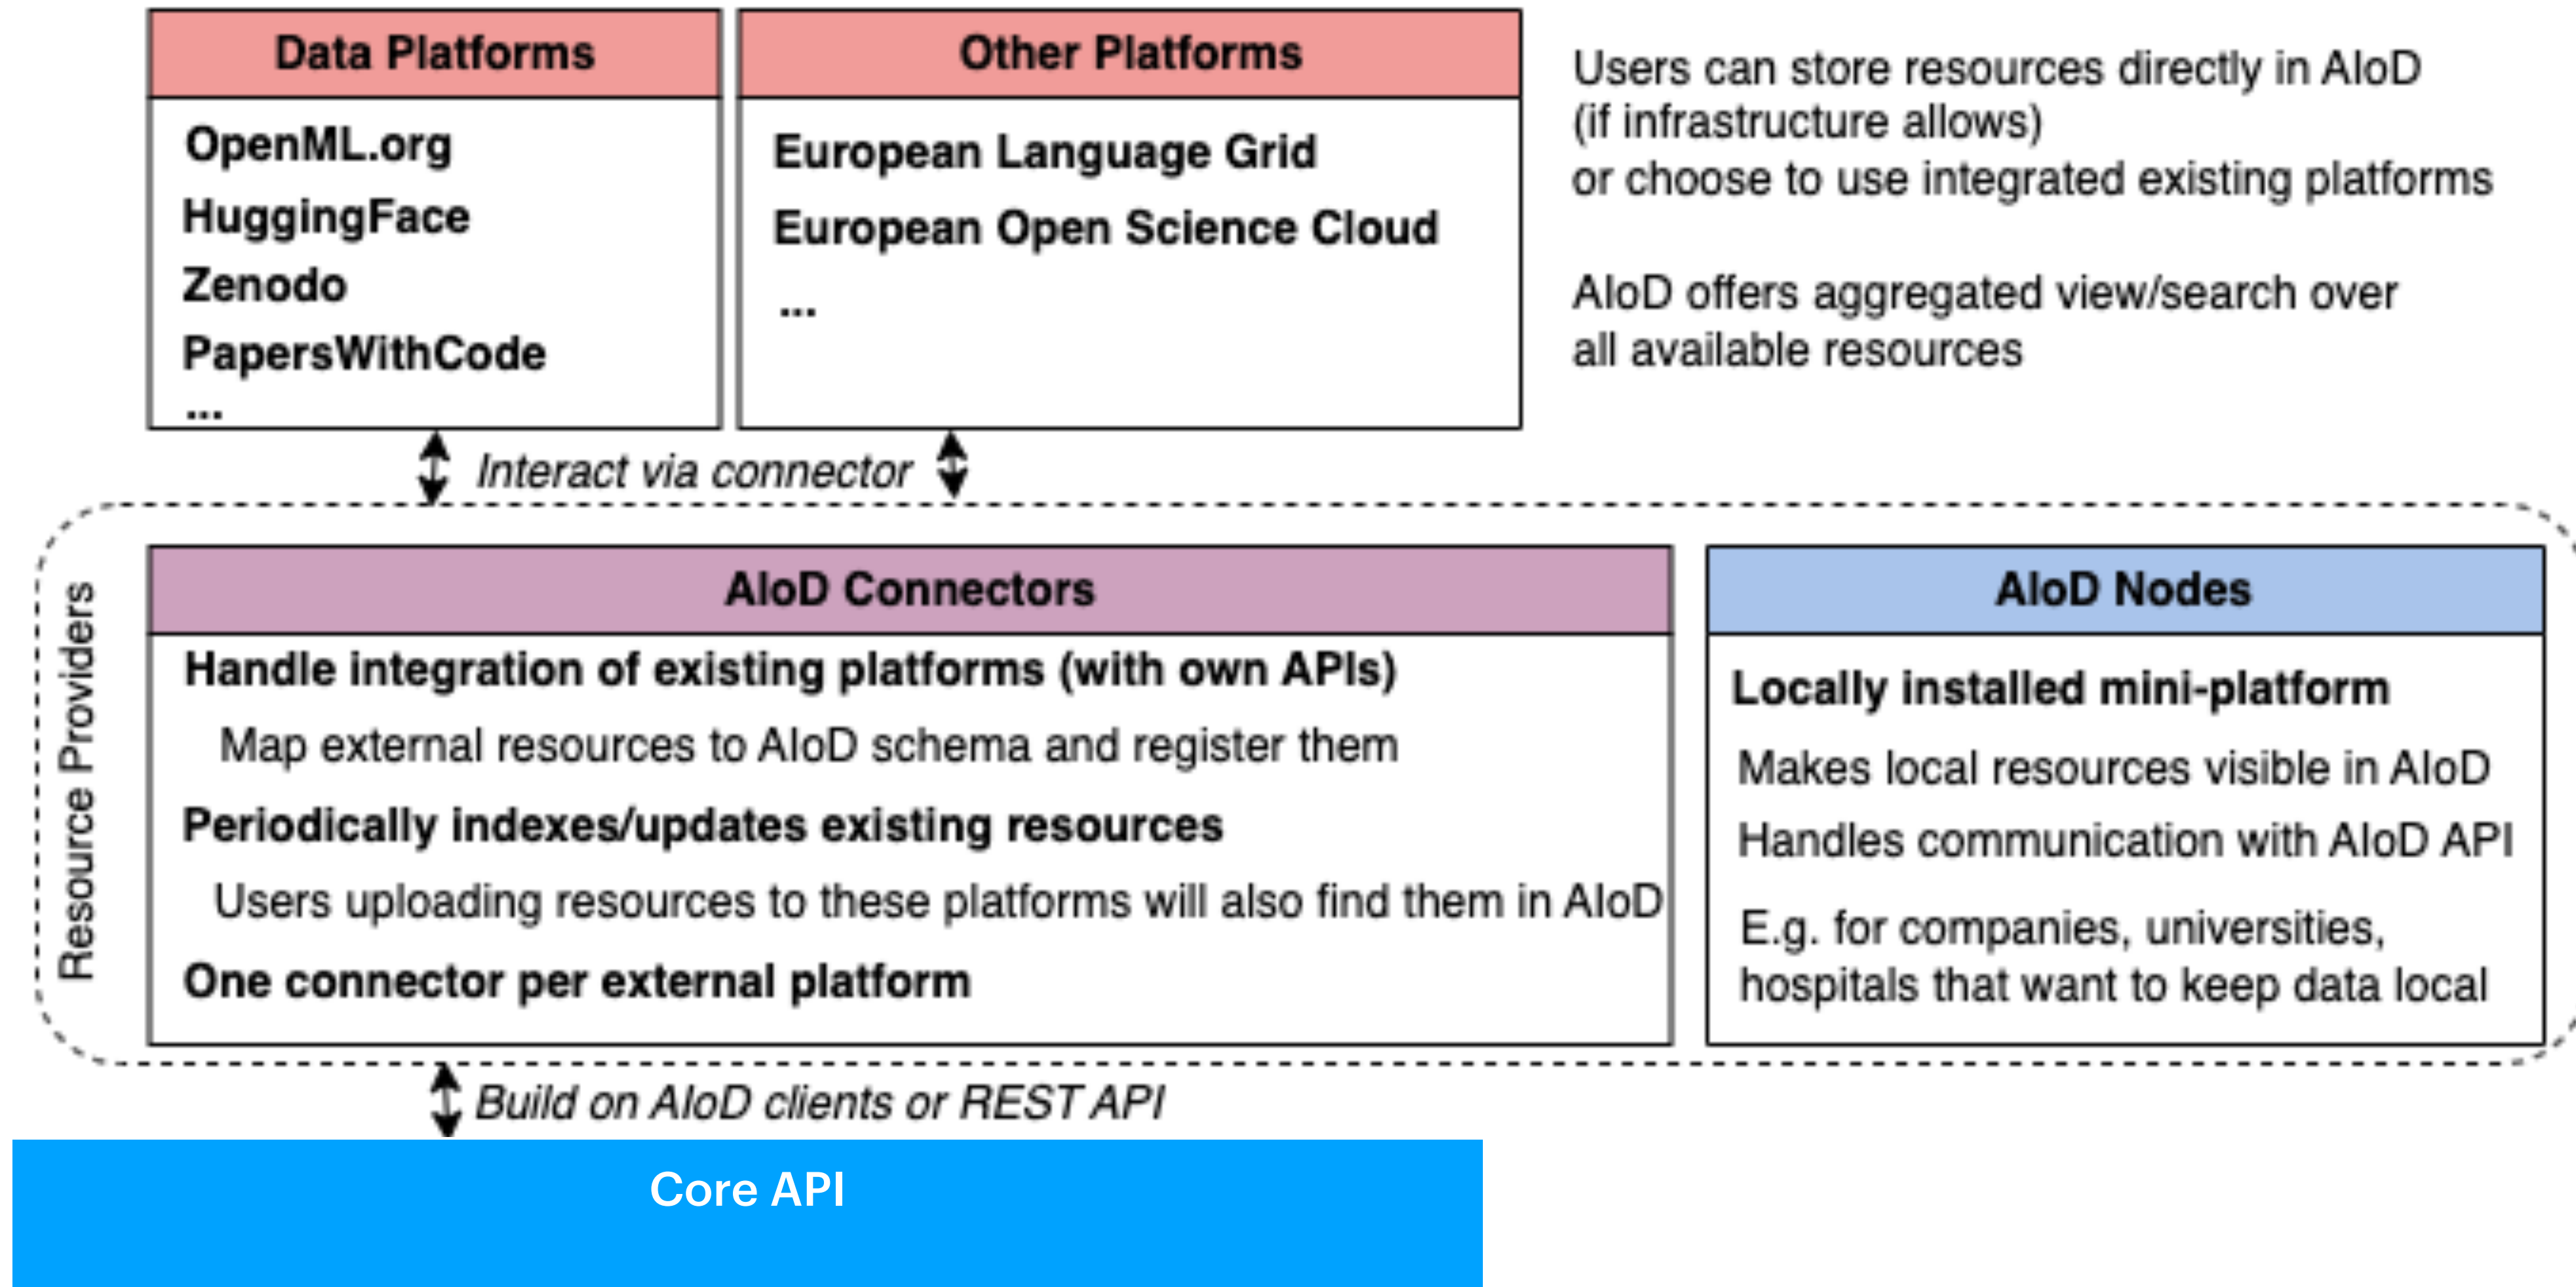 Data Platforms
OpenML.org
HuggingFace
Zenodo
PapersWithCode
...
Other Platforms
European Language Grid
European Open Science Cloud
...
Users can store resources directly in AIoD
(if infrastructure allows)
or choose to use integrated existing platforms
AIoD offers aggregated view/search over
all available resources
Interact via connector
Resource Providers
AIoD Connectors
Handle integration of existing platforms (with own APIs)
Map external resources to AIoD schema and register them
Periodically indexes/updates existing resources
Users uploading resources to these platforms will also find them in AIoD
One connector per external platform
AIoD Nodes
Locally installed mini-platform
Makes local resources visible in AIoD
Handles communication with AIoD API
E.g. for companies, universities,
hospitals that want to keep data local
Build on AIoD clients or REST API
Core API